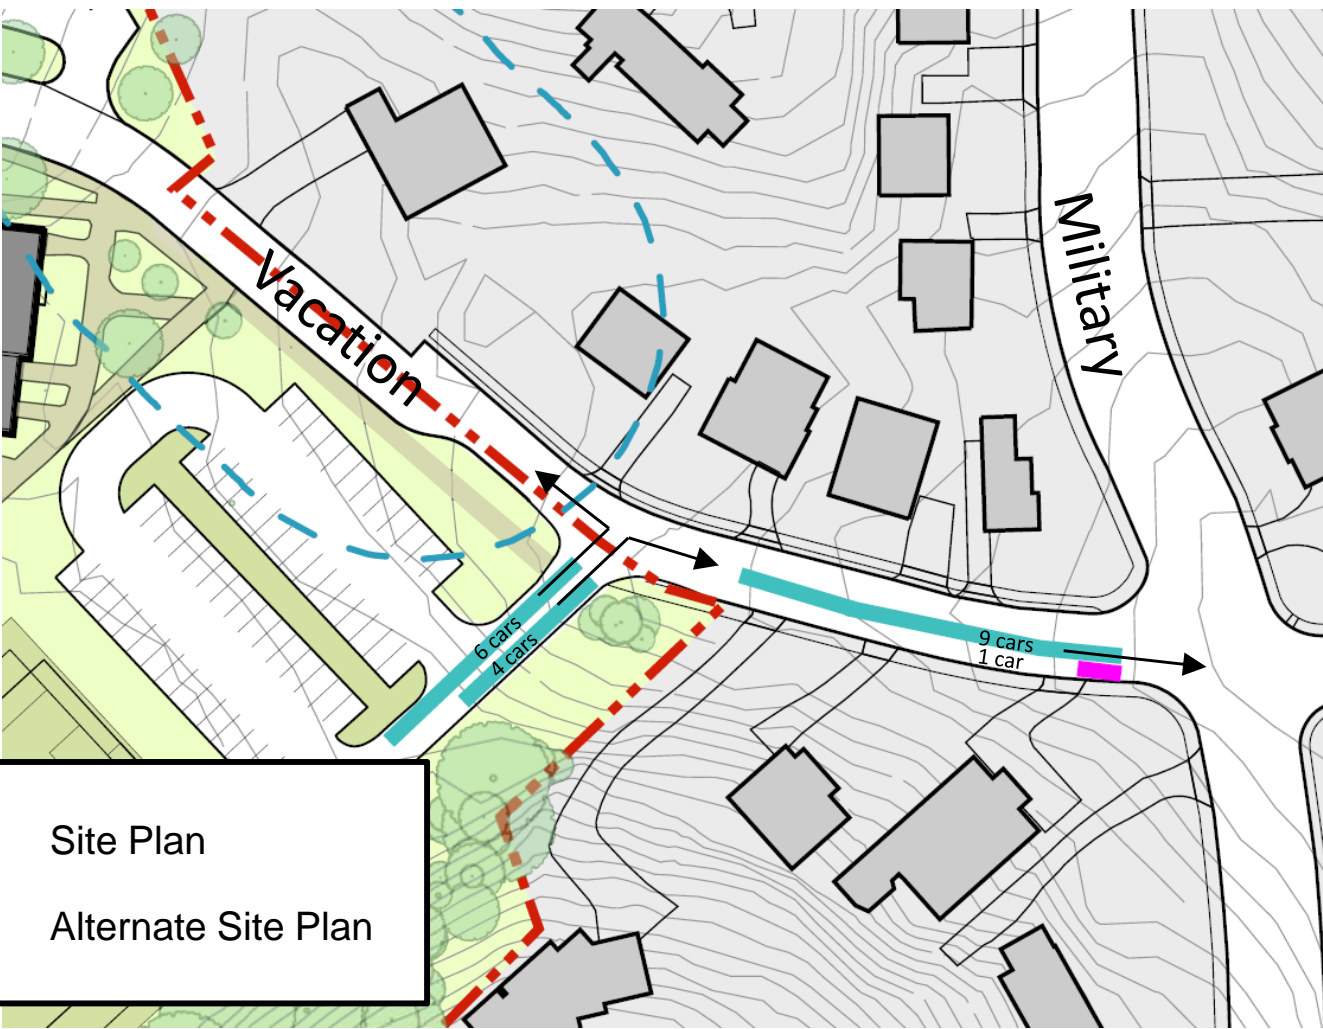 Military
Vacation
6 cars
4 cars
9 cars
1 car
Site Plan
Alternate Site Plan